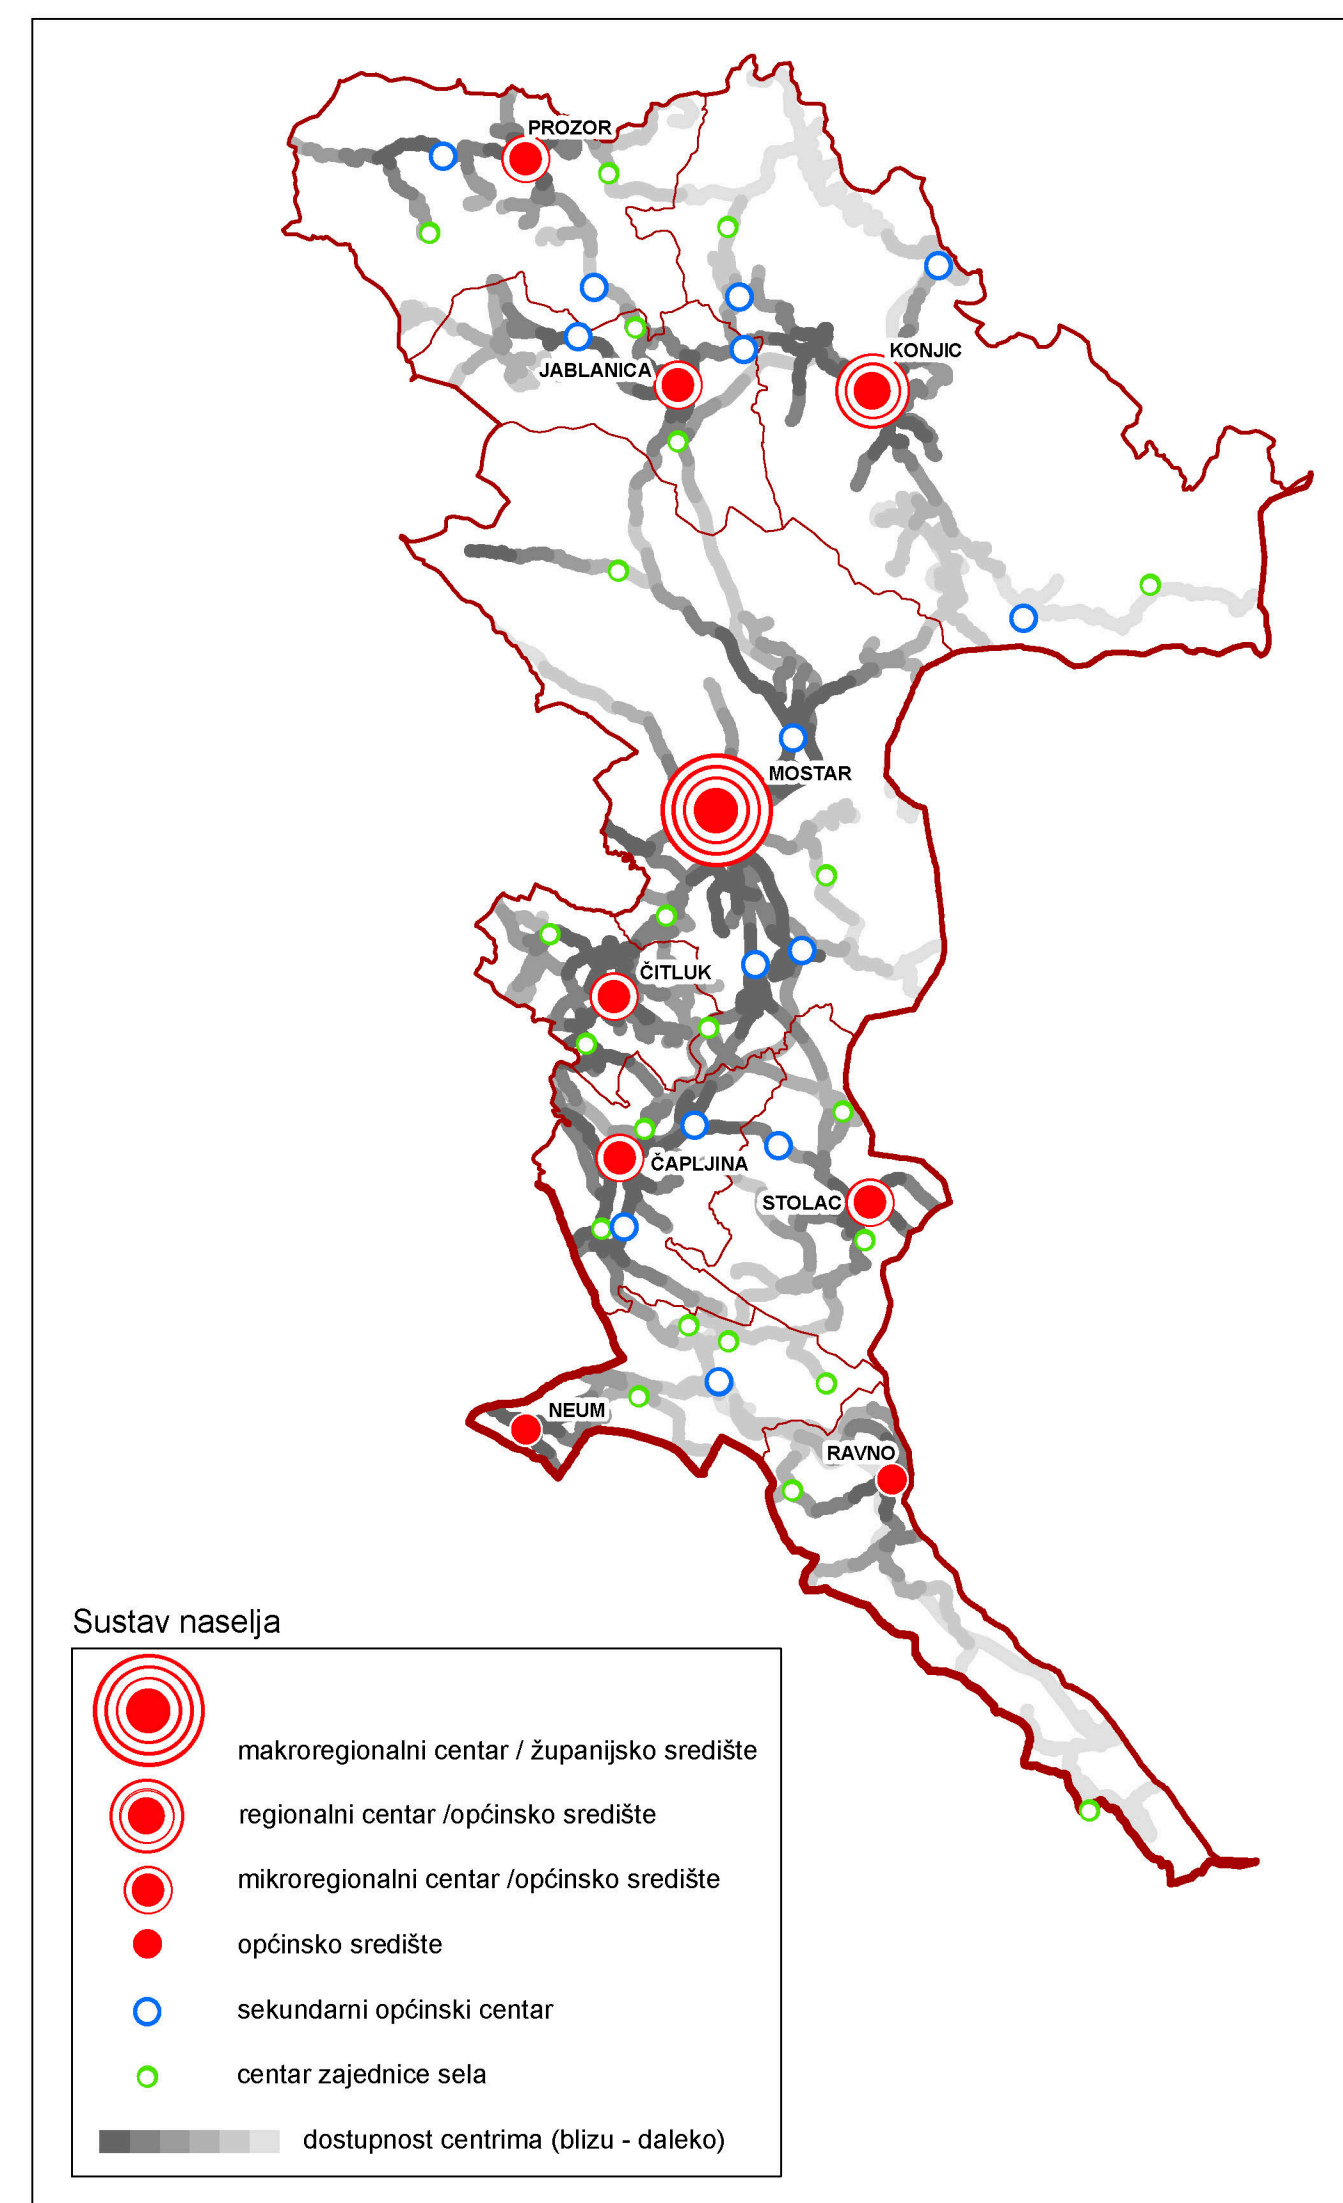 PROZOR
KONJIC
JABLANICA
MOSTAR
ČITLUK
ČAPLJINA
STOLAC
NEUM
RAVNO
Sustav naselja
makroregionalni centar / županijsko središte
regionalni centar /općinsko središte
mikroregionalni centar /općinsko središte
općinsko središte
sekundarni općinski centar
centar zajednice sela
dostupnost centrima (blizu - daleko)